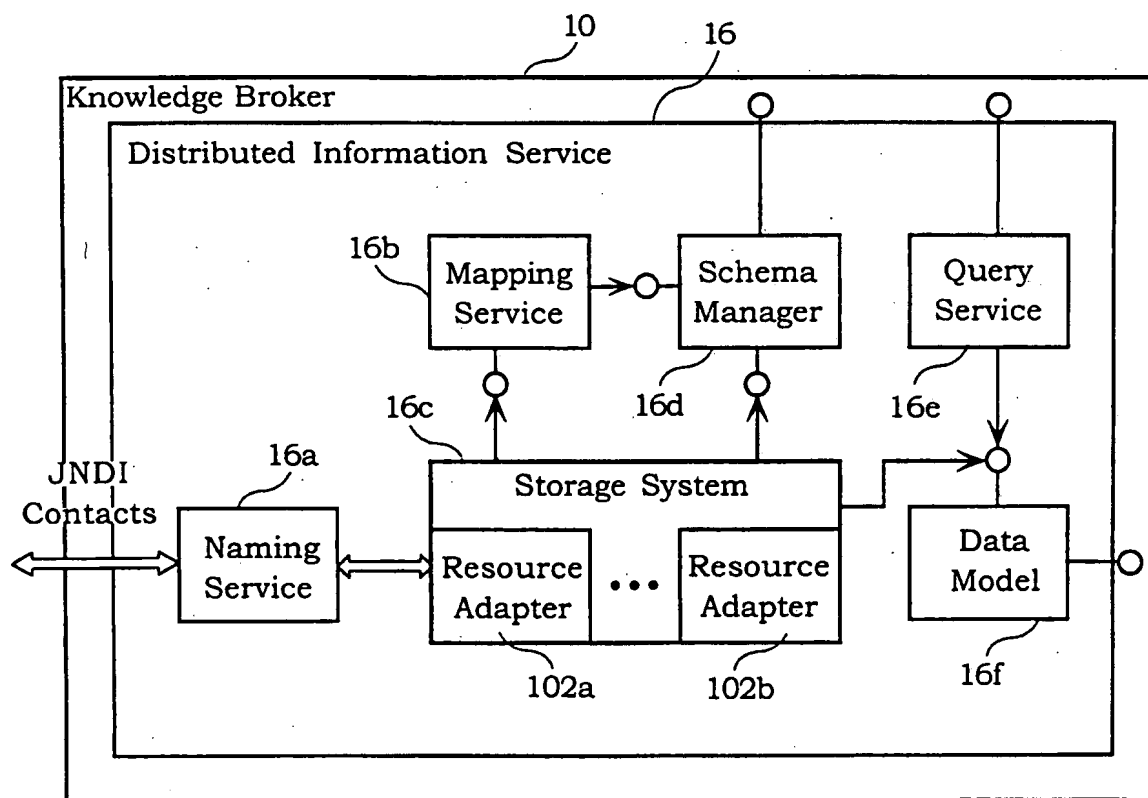 10
16
Knowledge Broker
Distributed Information Service
16b
Mapping
Service
Schema
Manager
Query
Service
16c
16d
16e
16a
JNDI
Contacts
Naming
Service
Storage System
Resource
Adapter
•••
Resource
Adapter
Data
Model
102a
102b
16f